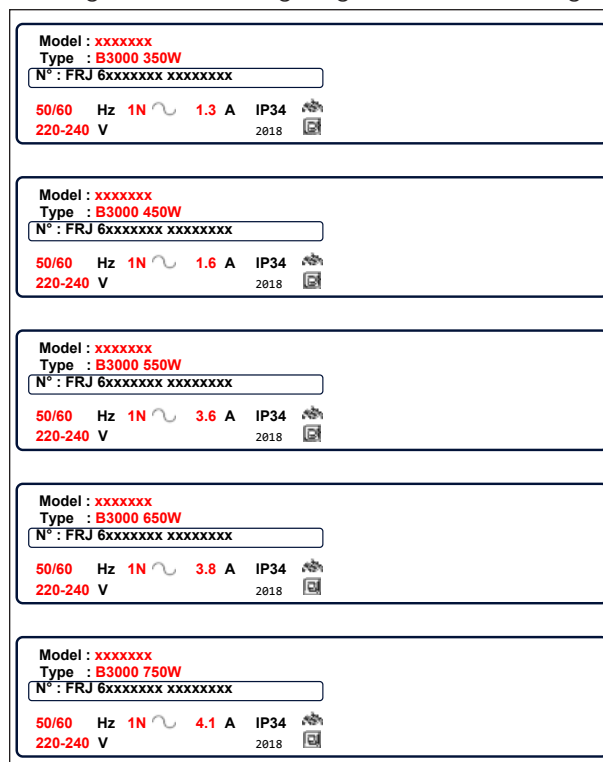 Model : xxxxxxx
Type : B3000 350W
N° : FRJ 6xxxxxxx xxxxxxxx
50/60 Hz 1N 1.3 A IP34
220-240 V 2018
Model : xxxxxxx
Type : B3000 450W
N° : FRJ 6xxxxxxx xxxxxxxx
50/60 Hz 1N 1.6 A IP34
220-240 V 2018
Model : xxxxxxx
Type : B3000 550W
N° : FRJ 6xxxxxxx xxxxxxxx
50/60 Hz 1N 3.6 A IP34
220-240 V 2018
Model : xxxxxxx
Type : B3000 650W
N° : FRJ 6xxxxxxx xxxxxxxx
50/60 Hz 1N 3.8 A IP34
220-240 V 2018
Model : xxxxxxx
Type : B3000 750W
N° : FRJ 6xxxxxxx xxxxxxxx
50/60 Hz 1N 4.1 A IP34
220-240 V 2018